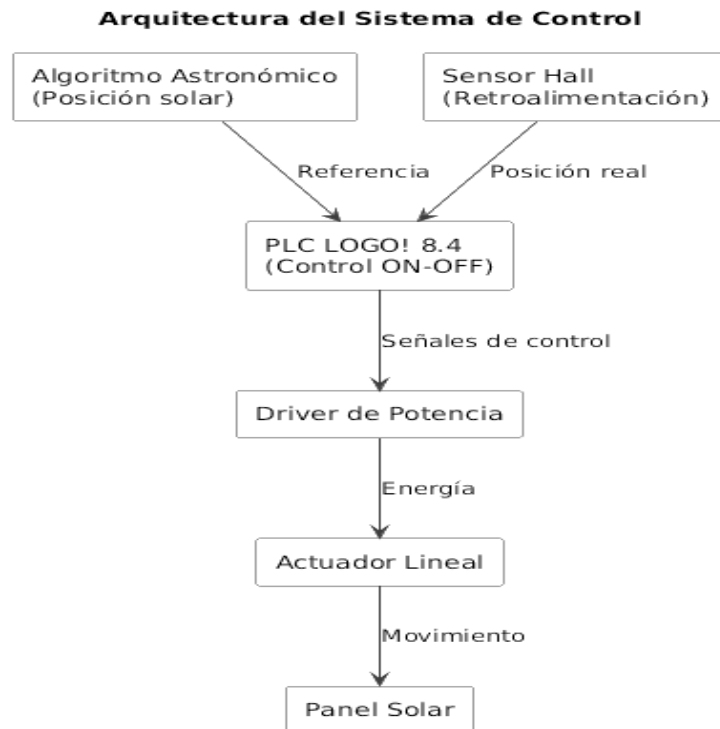 Arquitectura del Sistema de Control
Algoritmo Astronómico
(Posición solar)
Sensor Hall
(Retroalimentación)
Referencia
Posición real
PLC LOGO! 8.4
(Control ON-OFF)
Señales de control
Driver de Potencia
Energía
Actuador Lineal
Movimiento
Panel Solar